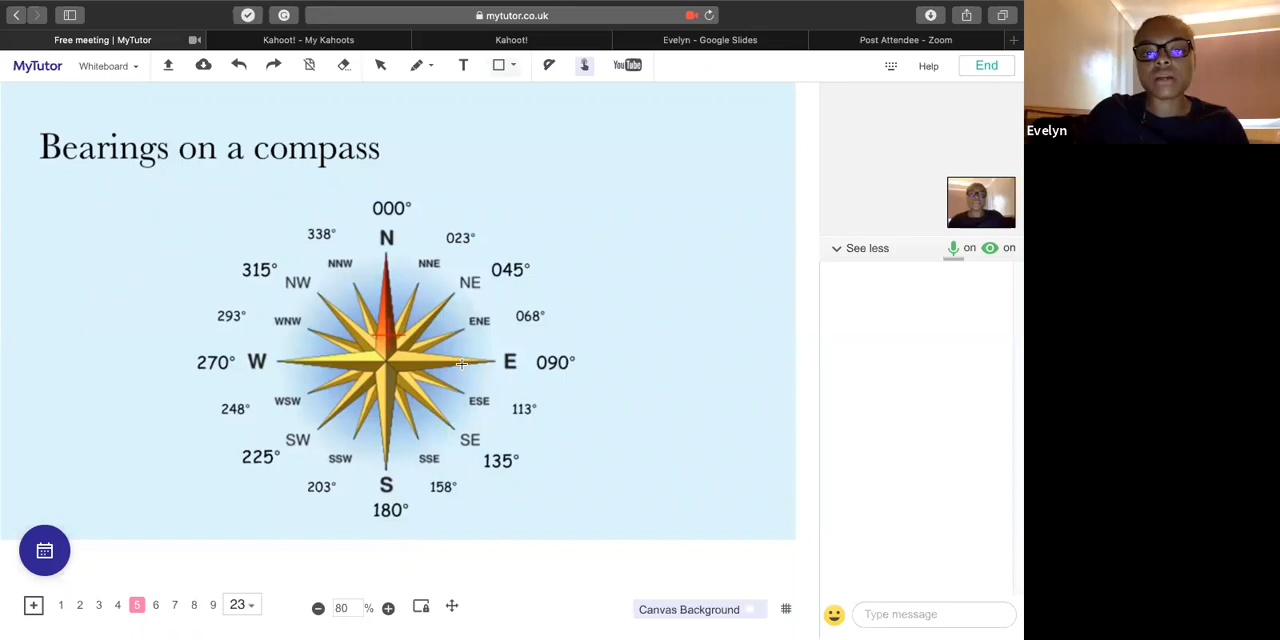 mytutor.co.uk
Free meeting | MyTutor
Kahoot! - My Kahoots
Kahoot!
Evelyn - Google Slides
Post Attendee - Zoom
MyTutor
Whiteboard
T
YouTube
Help
End
Evelyn
Bearings on a compass
000°
338° N 023°
NNW NNE
315° NW NE 045°
293° WNW ENE 068°
270° W E 090°
248° WSW ESE 113°
225° SW SE 135°
SSW SSE
203° S 158°
180°
See less on on
1 2 3 4 5 6 7 8 9 23
80 %
Canvas Background
Type message